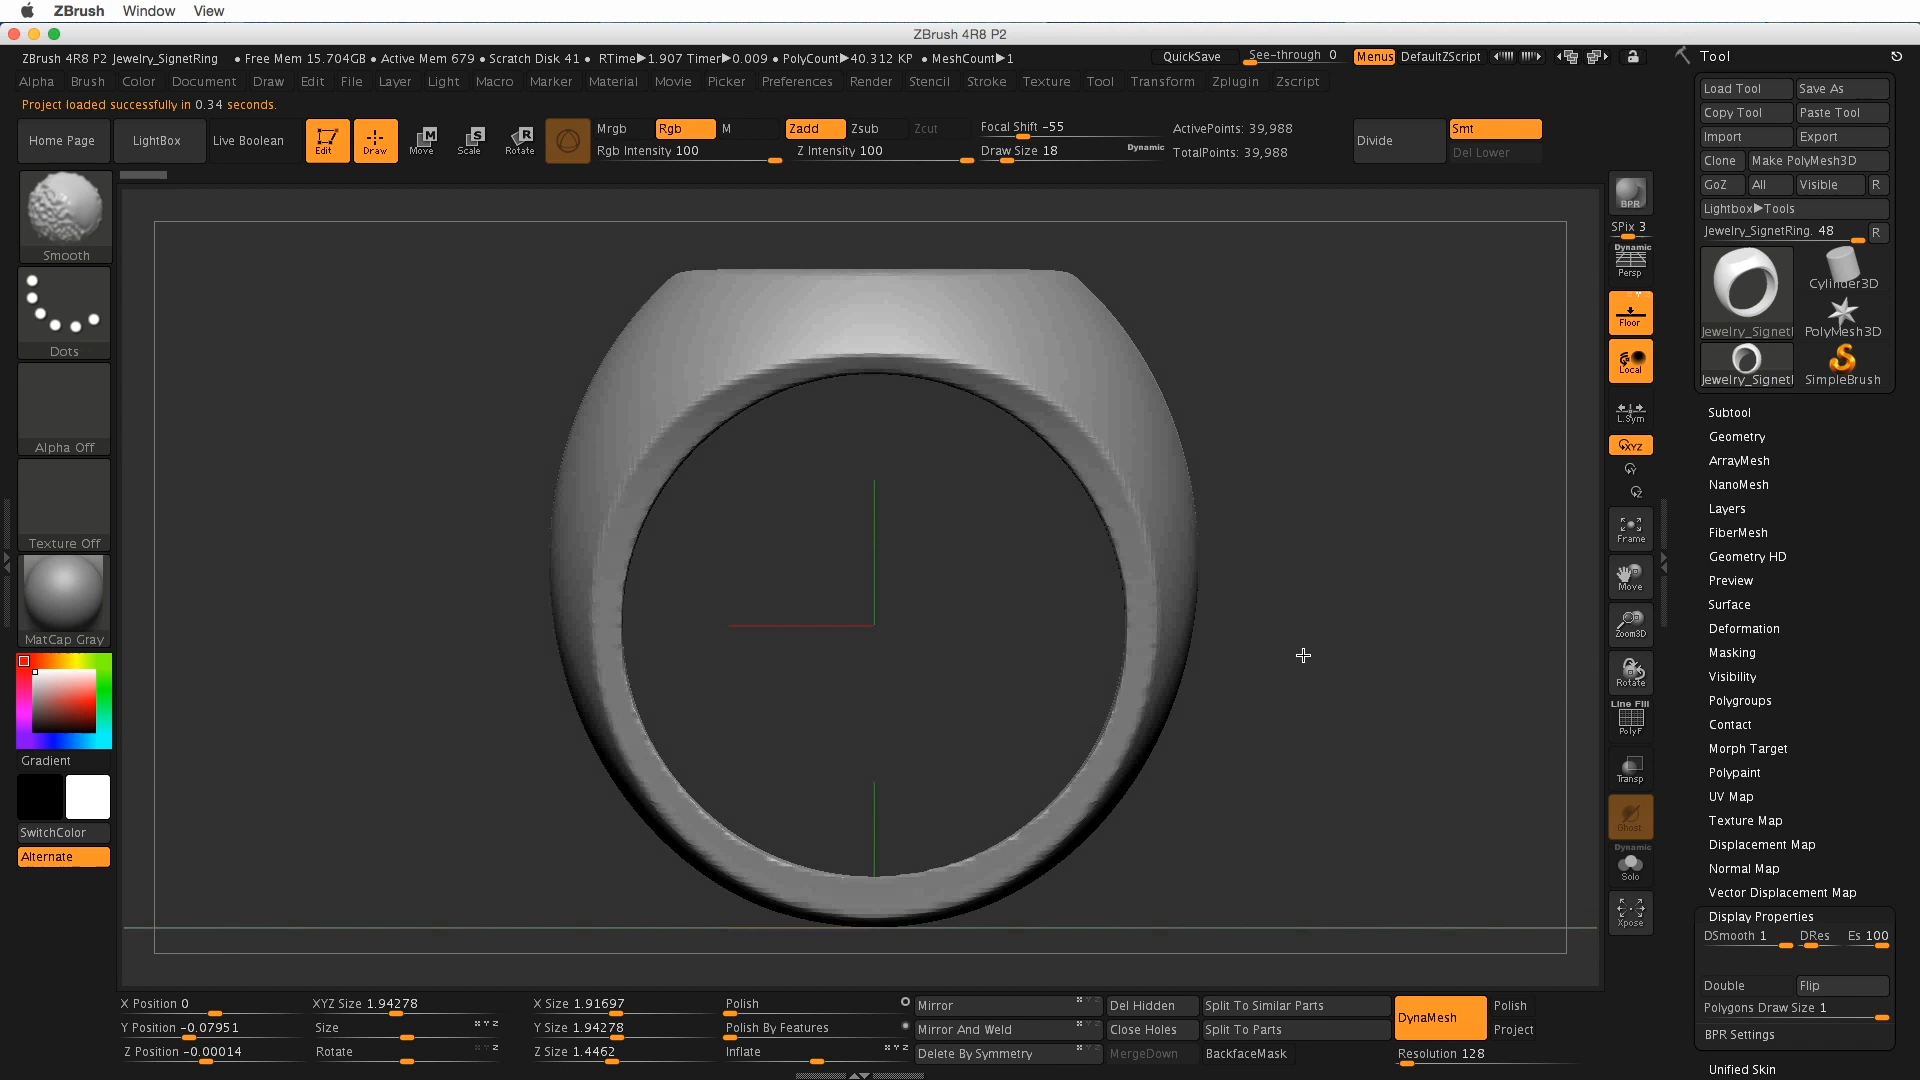 ZBrush Window View
ZBrush 4R8 P2
ZBrush 4R8 P2 Jewelry_SignetRing • Free Mem 15.704GB • Active Mem 679 • Scratch Disk 41 • RTime▶1.907 Timer▶0.009 • PolyCount▶40.312 KP • MeshCount▶1
QuickSave See-through 0 Menus DefaultZScript
Alpha Brush Color Document Draw Edit File Layer Light Macro Marker Material Movie Picker Preferences Render Stencil Stroke Texture Tool Transform Zplugin Zscript
Project loaded successfully in 0.34 seconds.
Home Page LightBox Live Boolean Edit Draw Move Scale Rotate
M S R
Mrgb Rgb M Zadd Zsub Zcut
Rgb Intensity 100 Z Intensity 100
Focal Shift -55
Draw Size 18 Dynamic
ActivePoints: 39,988
TotalPoints: 39,988
Divide Smt
Del Lower
Smooth
Dots
Alpha Off
Texture Off
MatCap Gray
Gradient
SwitchColor
Alternate
BPR
SPix 3
Dynamic
Persp
Floor
Local
L.Sym
XYZ
Y
Z
Frame
Move
Zoom3D
Rotate
Line Fill
PolyF
Transp
Ghost
Dynamic
Solo
Xpose
Tool
Load Tool Save As
Copy Tool Paste Tool
Import Export
Clone Make PolyMesh3D
GoZ All Visible R
Lightbox▶Tools
Jewelry_SignetRing. 48 R
Cylinder3D
Jewelry_Signetl PolyMesh3D
Jewelry_Signetl SimpleBrush
Subtool
Geometry
ArrayMesh
NanoMesh
Layers
FiberMesh
Geometry HD
Preview
Surface
Deformation
Masking
Visibility
Polygroups
Contact
Morph Target
Polypaint
UV Map
Texture Map
Displacement Map
Normal Map
Vector Displacement Map
Display Properties
DSmooth 1 DRes Es 100
Double Flip
Polygons Draw Size 1
BPR Settings
Unified Skin
X Position 0 XYZ Size 1.94278 X Size 1.91697 Polish Mirror Del Hidden Split To Similar Parts DynaMesh Polish
Y Position -0.07951 Size Y Size 1.94278 Polish By Features Mirror And Weld Close Holes Split To Parts Project
Z Position -0.00014 Rotate Z Size 1.4462 Inflate Delete By Symmetry MergeDown BackfaceMask Resolution 128